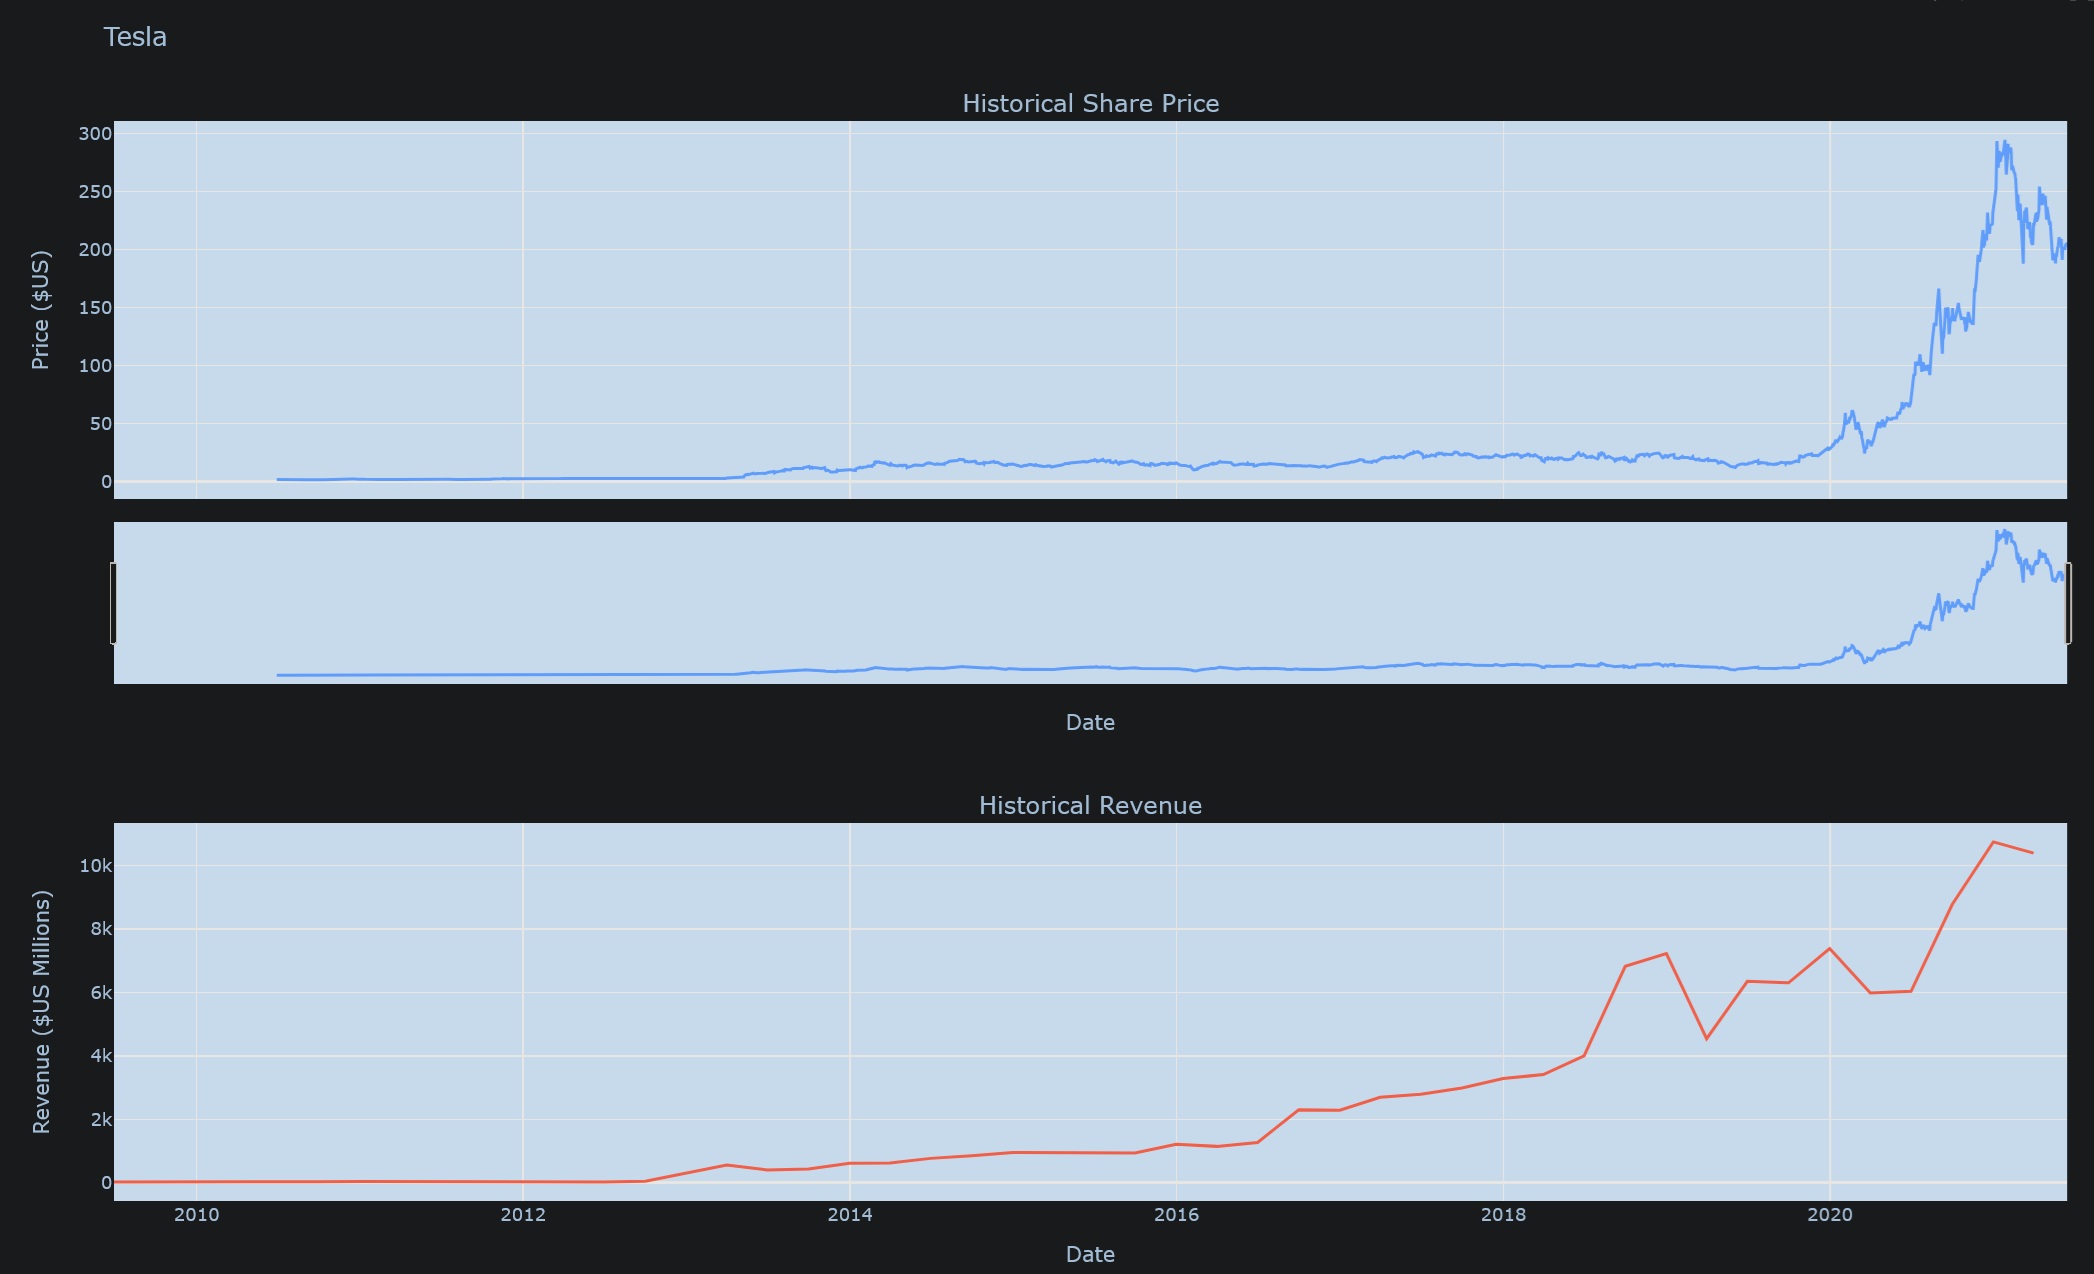 Tesla
Historical Share Price
Price ($US)
300
250
200
150
100
50
0
Date
Historical Revenue
Revenue ($US Millions)
10k
8k
6k
4k
2k
0
2010 2012 2014 2016 2018 2020
Date